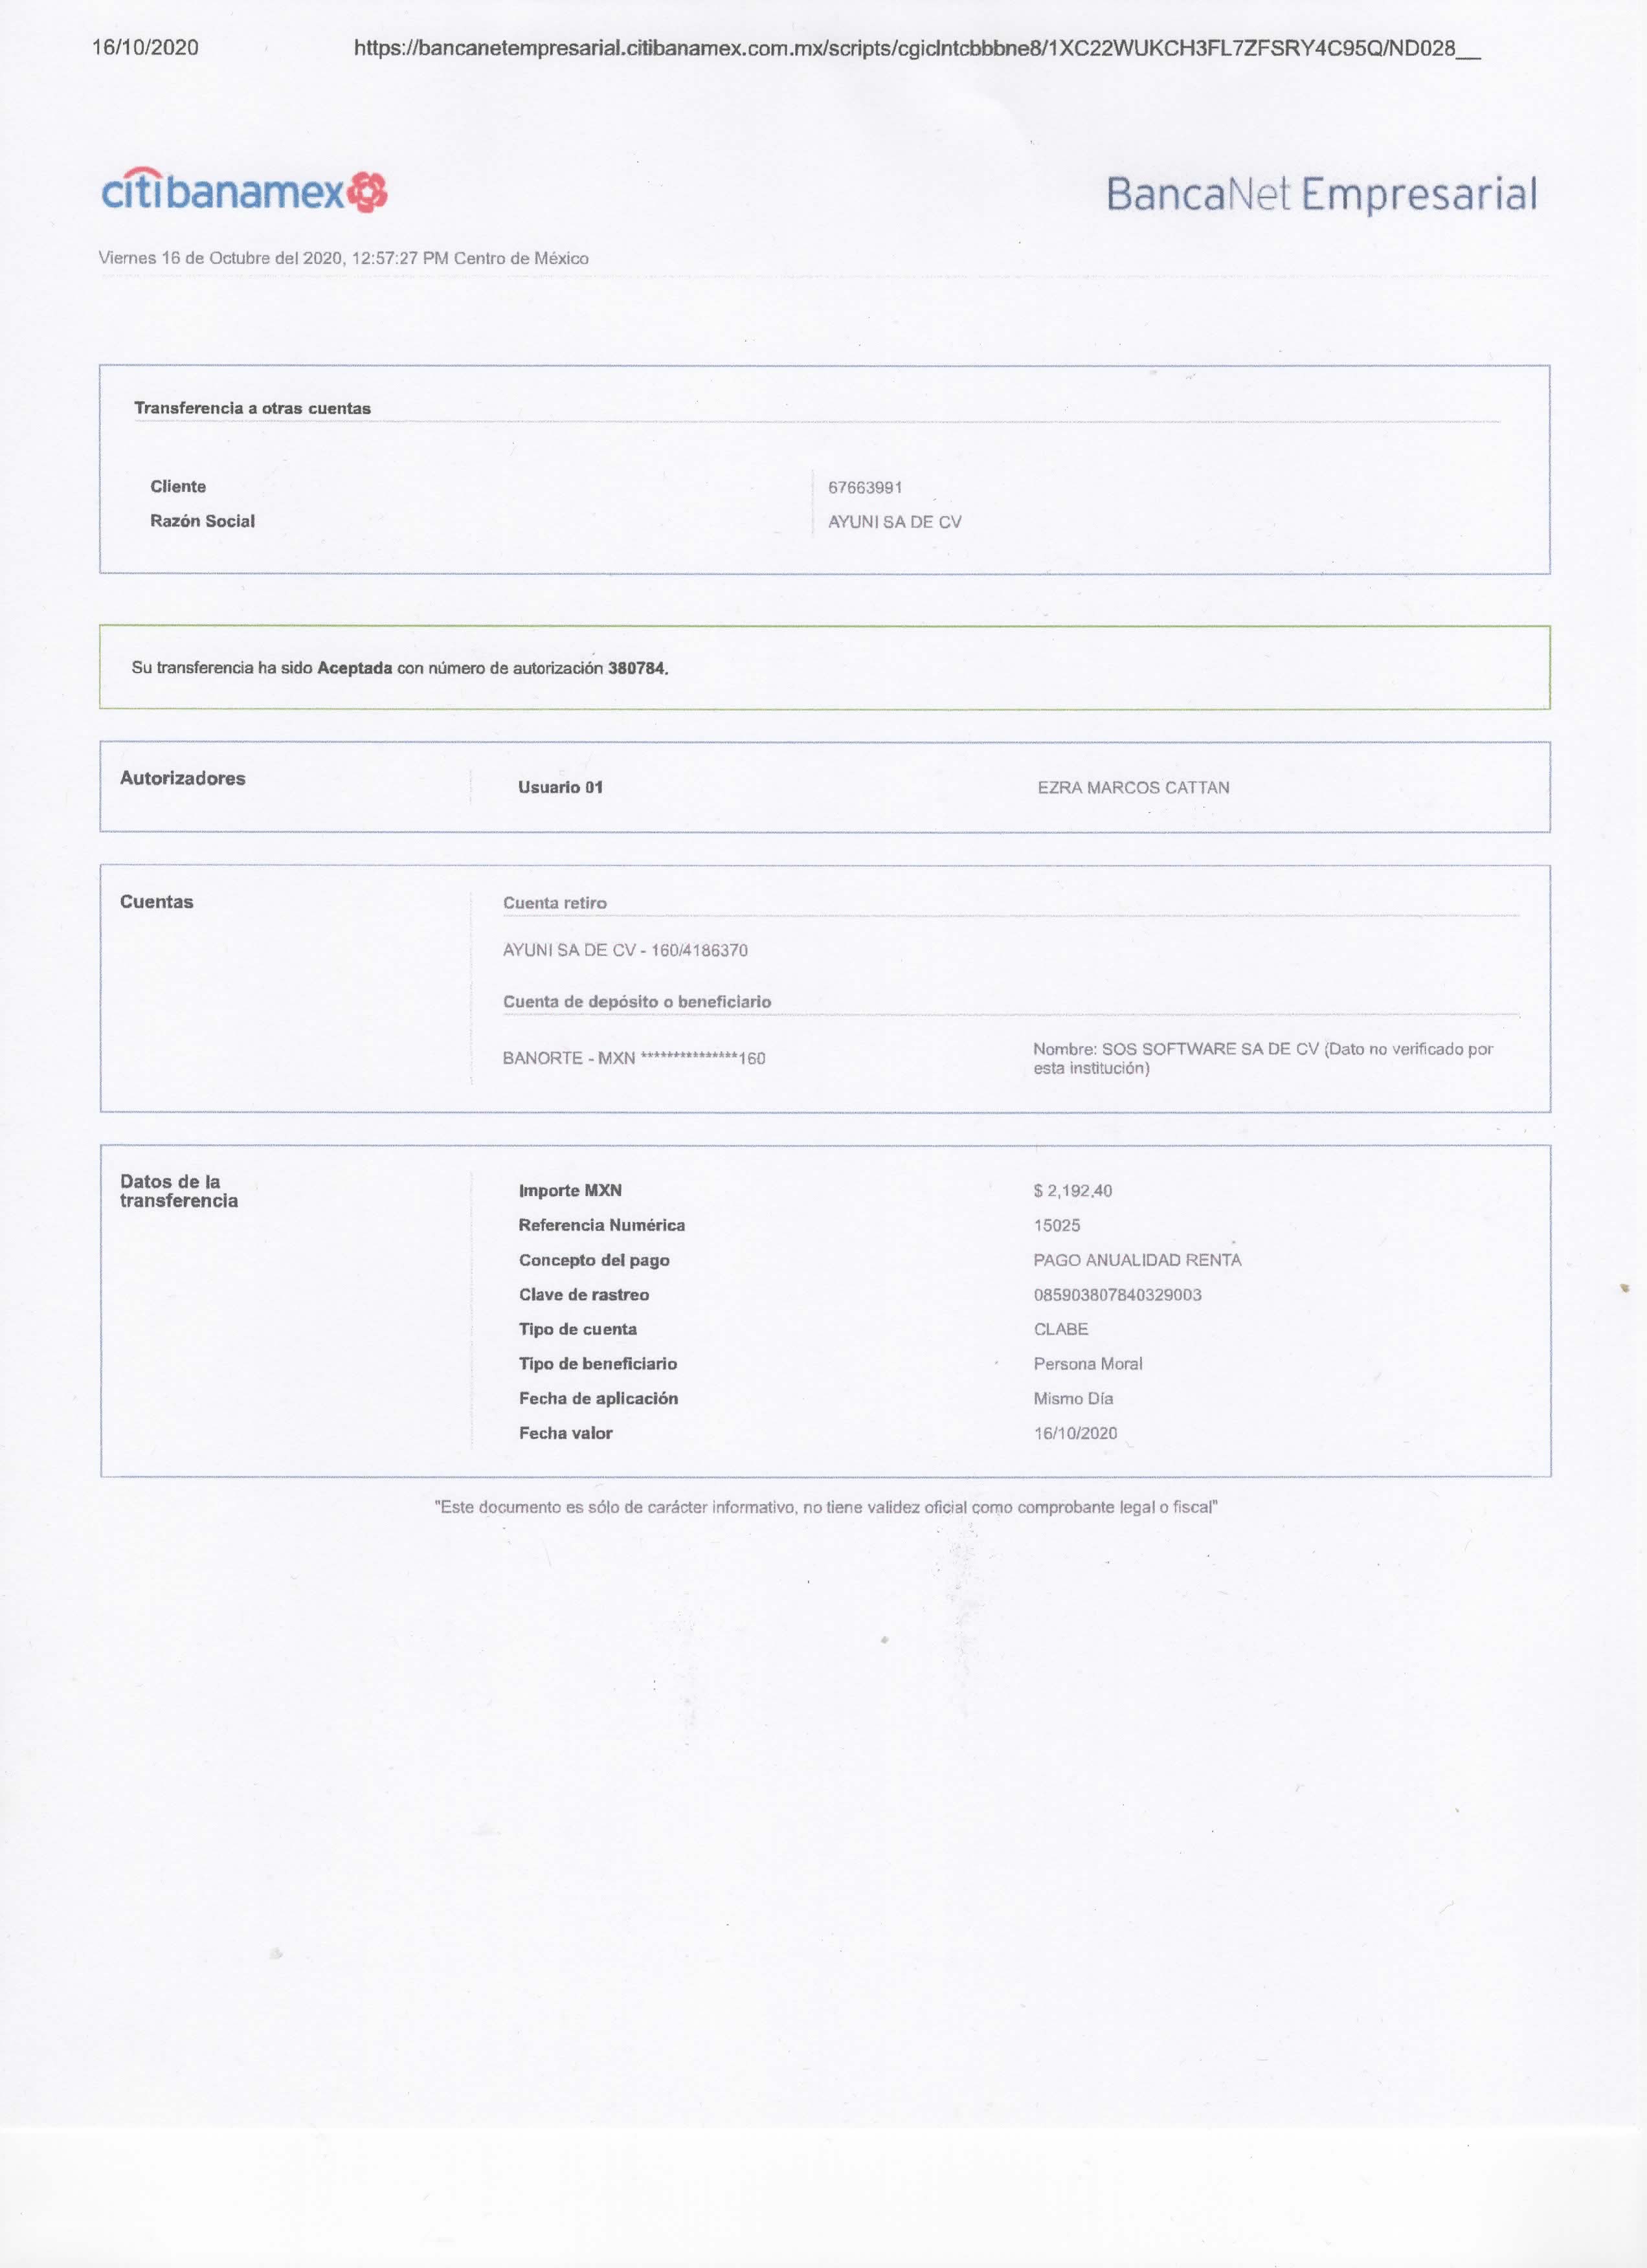 16/10/2020 https://bancanetempresarial.citibanamex.com.mx/scripts/cgiclntcbbbne8/1XC22WUKCH3FL7ZFSRY4C95Q/ND028__
citibanamex BancaNet Empresarial
Viernes 16 de Octubre del 2020, 12:57:27 PM Centro de México
Transferencia a otras cuentas
Cliente 67663991
Razón Social AYUNI SA DE CV
Su transferencia ha sido Aceptada con número de autorización 380784.
Autorizadores Usuario 01 EZRA MARCOS CATTAN
Cuentas Cuenta retiro
AYUNI SA DE CV - 160/4186370
Cuenta de depósito o beneficiario
BANORTE - MXN ***************160 Nombre: SOS SOFTWARE SA DE CV (Dato no verificado por
esta institución)
Datos de la
transferencia
Importe MXN $ 2,192.40
Referencia Numérica 15025
Concepto del pago PAGO ANUALIDAD RENTA
Clave de rastreo 085903807840329003
Tipo de cuenta CLABE
Tipo de beneficiario Persona Moral
Fecha de aplicación Mismo Día
Fecha valor 16/10/2020
"Este documento es sólo de carácter informativo, no tiene validez oficial como comprobante legal o fiscal"